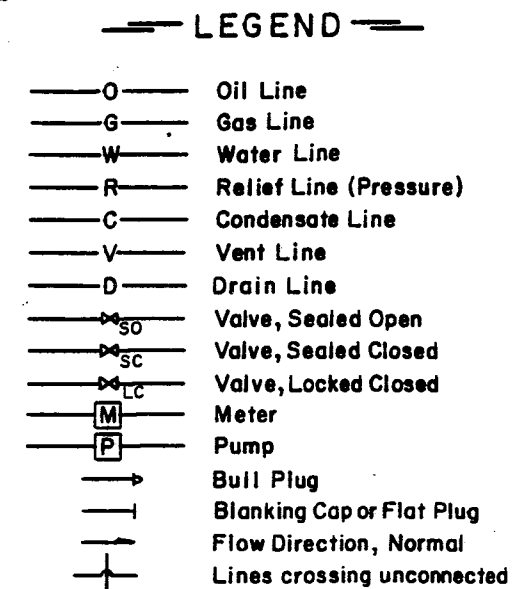 LEGEND
O Oil Line
G Gas Line
W Water Line
R Relief Line (Pressure)
C Condensate Line
V Vent Line
D Drain Line
SO Valve, Sealed Open
SC Valve, Sealed Closed
LC Valve, Locked Closed
M Meter
P Pump
Bull Plug
Blanking Cap or Flat Plug
Flow Direction, Normal
Lines crossing unconnected